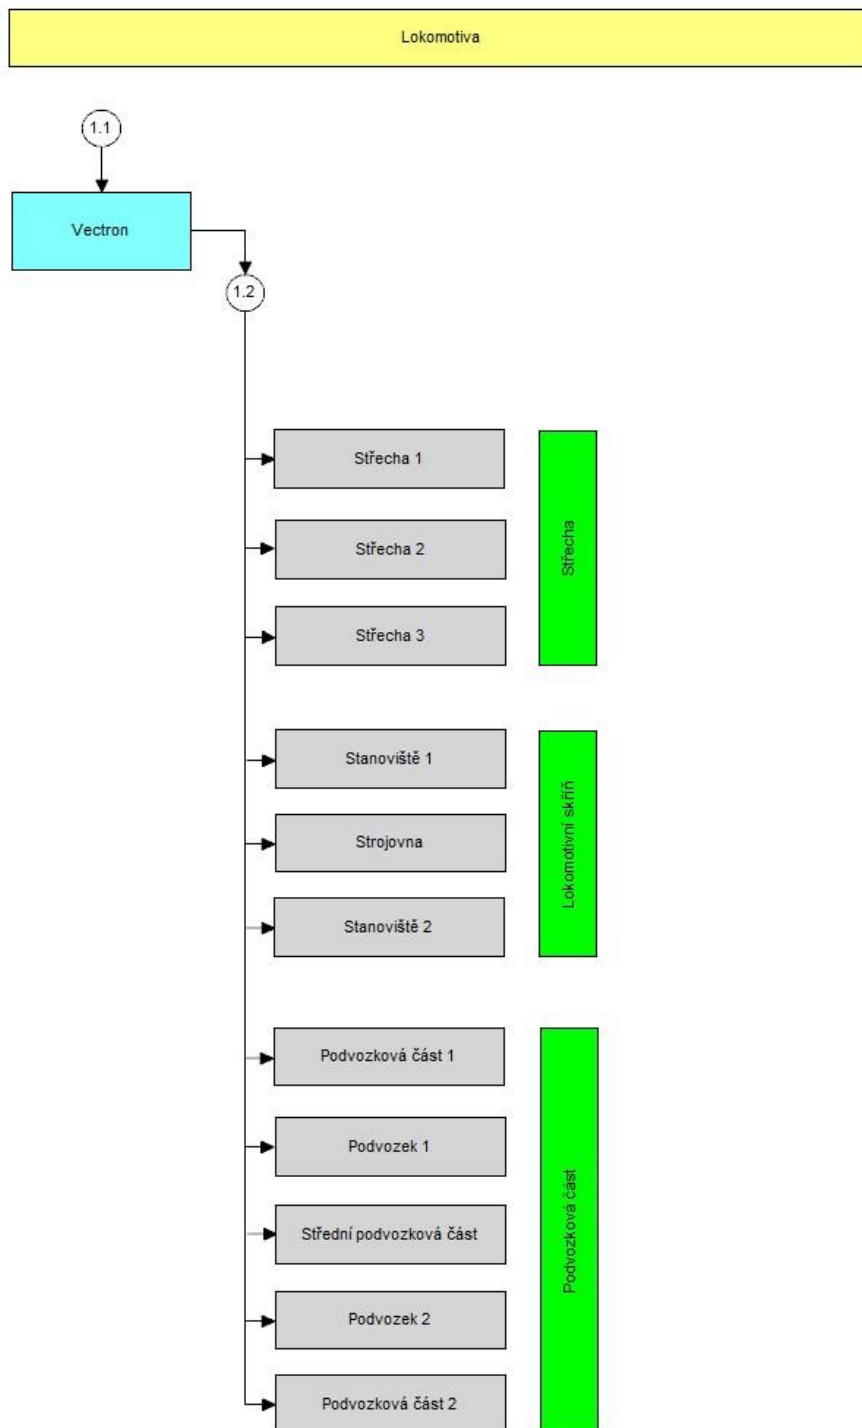 Lokomotiva
1.1
Vectron
1.2
Střecha 1
Střecha 2
Střecha 3
Střecha
Stanoviště 1
Strojovna
Stanoviště 2
Lokomotivní skříň
Podvozková část 1
Podvozek 1
Střední podvozková část
Podvozek 2
Podvozková část 2
Podvozková část